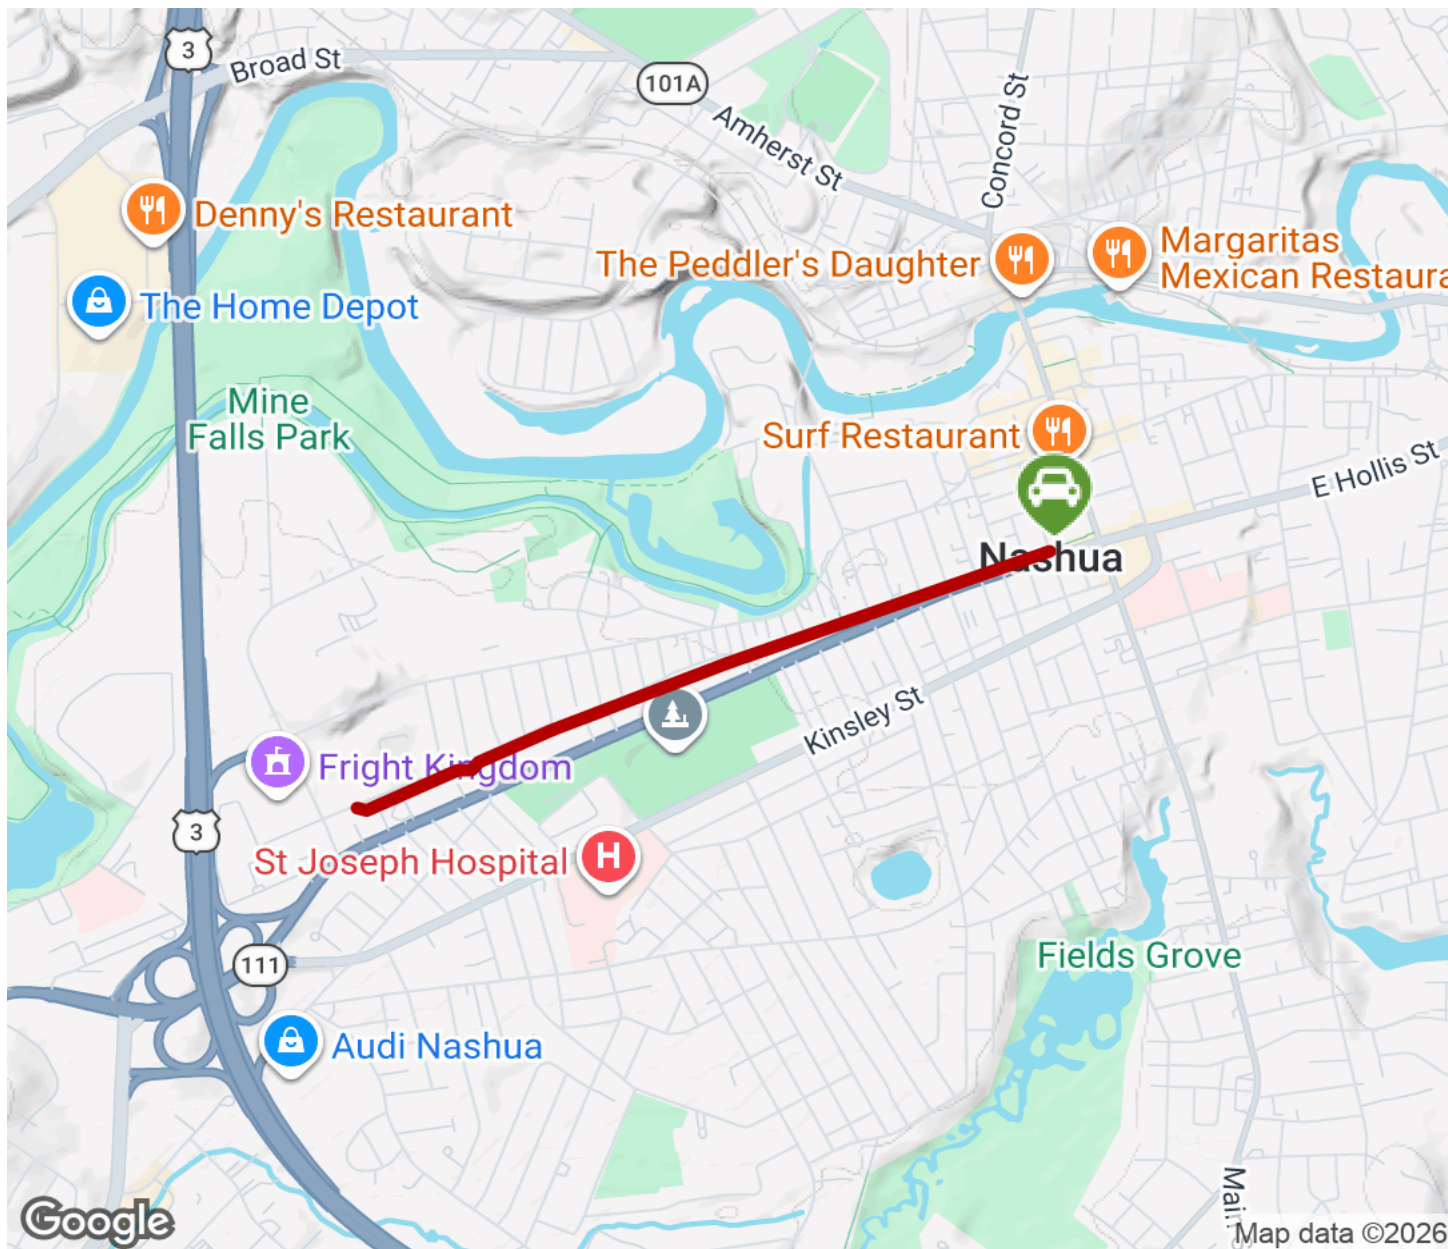 3
Broad St
101A
Amherst St
Concord St
Denny's Restaurant
The Peddler's Daughter
Margaritas
Mexican Restaura
The Home Depot
Mine
Falls Park
Surf Restaurant
E Hollis St
Nashua
Kinsley St
Fright Kingdom
3
St Joseph Hospital
H
111
Fields Grove
Audi Nashua
Main
Google
Map data ©2026